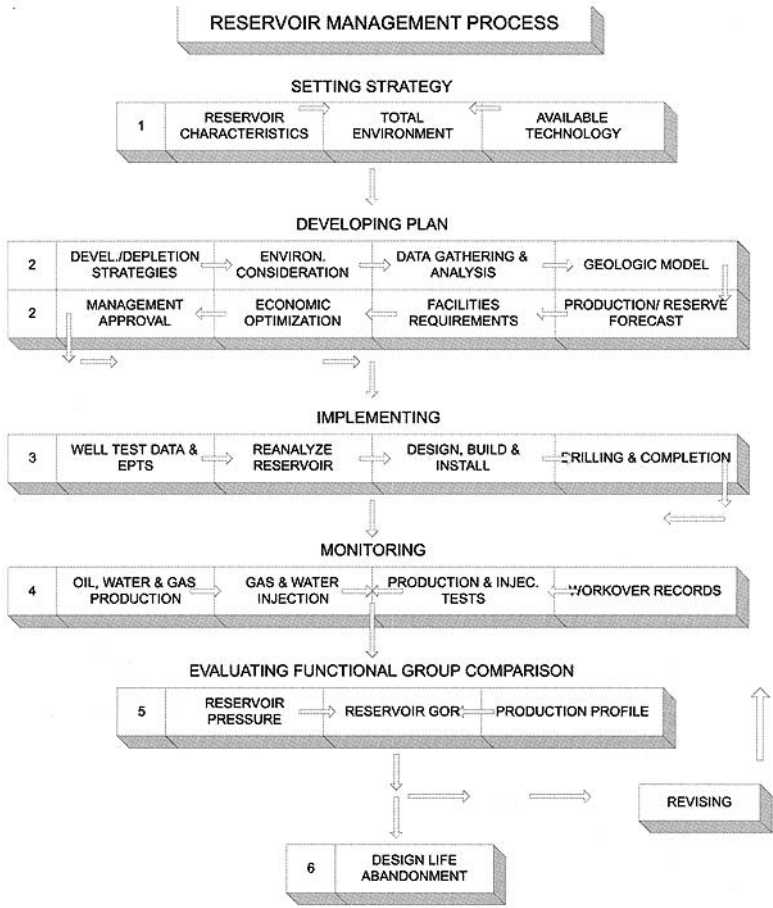 RESERVOIR MANAGEMENT PROCESS
SETTING STRATEGY
1
RESERVOIR
CHARACTERISTICS
TOTAL
ENVIRONMENT
AVAILABLE
TECHNOLOGY
DEVELOPING PLAN
2
DEVEL./DEPLETION
STRATEGIES
ENVIRON.
CONSIDERATION
DATA GATHERING &
ANALYSIS
GEOLOGIC MODEL
2
MANAGEMENT
APPROVAL
ECONOMIC
OPTIMIZATION
FACILITIES
REQUIREMENTS
PRODUCTION/ RESERVE
FORECAST
IMPLEMENTING
3
WELL TEST DATA &
EPTS
REANALYZE
RESERVOIR
DESIGN, BUILD &
INSTALL
DRILLING & COMPLETION
MONITORING
4
OIL, WATER & GAS
PRODUCTION
GAS & WATER
INJECTION
PRODUCTION & INJEC.
TESTS
WORKOVER RECORDS
EVALUATING FUNCTIONAL GROUP COMPARISON
5
RESERVOIR
PRESSURE
RESERVOIR GOR
PRODUCTION PROFILE
REVISING
6
DESIGN LIFE
ABANDONMENT